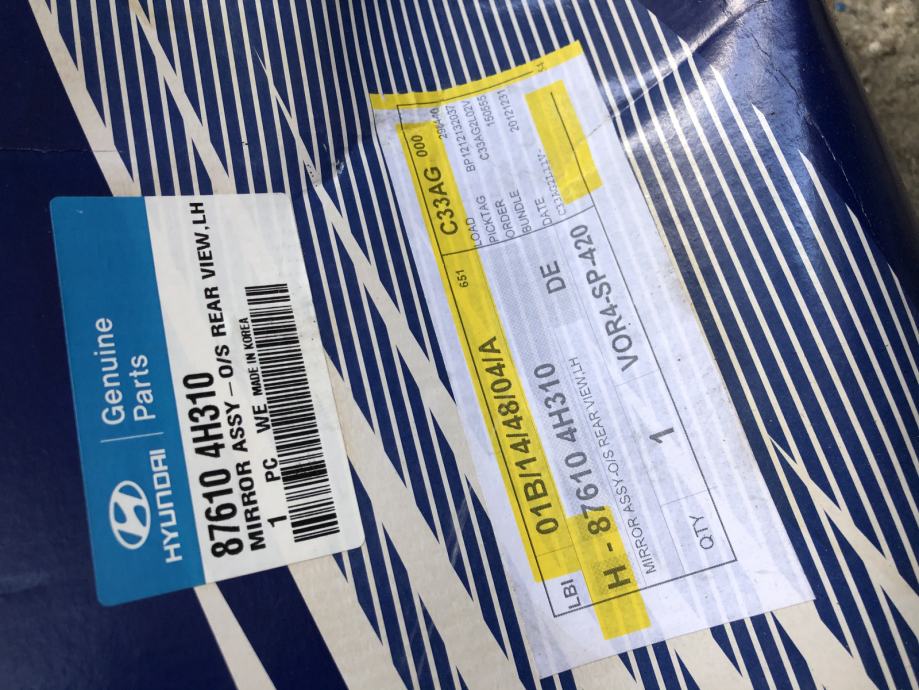 HYUNDAI
Genuine
Parts
87610 4H310
MIRROR ASSY - O/S REAR VIEW,LH
1 PC WE MADE IN KOREA
LBI
01B/14/48/04/A
651
C33AG 000
H - 87610 4H310
DE
MIRROR ASSY-O/S REAR VIEW,LH
QTY
1
VOR4-SP-420
LOAD
PICKTAG BP1212132037
ORDER C33AG2L02V
BUNDLE 150555
DATE 20121231